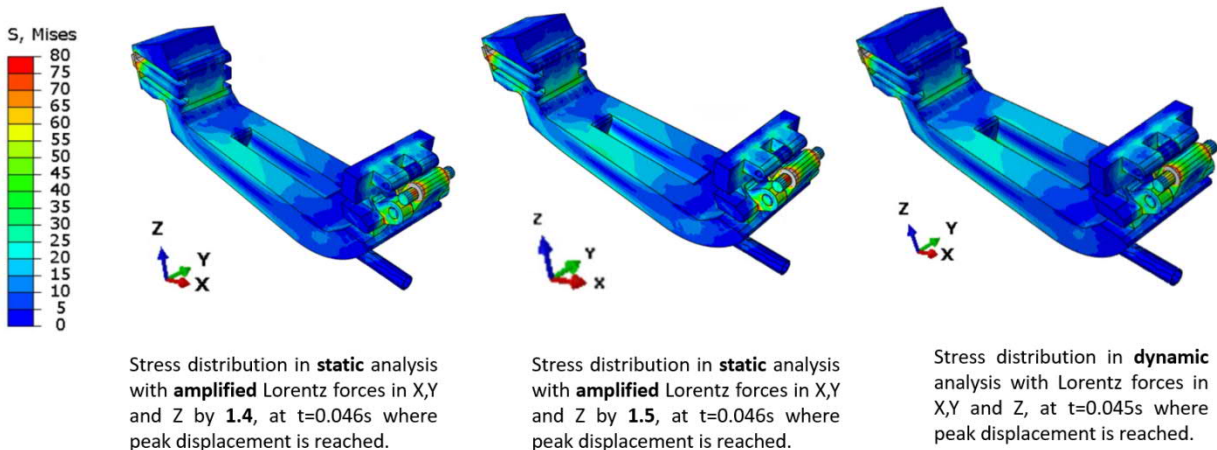 S, Mises
80
75
70
65
60
55
50
45
40
35
30
25
20
15
10
5
0
Z
Y
X
Z
Y
X
Z
Y
X
Stress distribution in static analysis
with amplified Lorentz forces in X,Y
and Z by 1.4, at t=0.046s where
peak displacement is reached.
Stress distribution in static analysis
with amplified Lorentz forces in X,Y
and Z by 1.5, at t=0.046s where
peak displacement is reached.
Stress distribution in dynamic
analysis with Lorentz forces in
X,Y and Z, at t=0.045s where
peak displacement is reached.